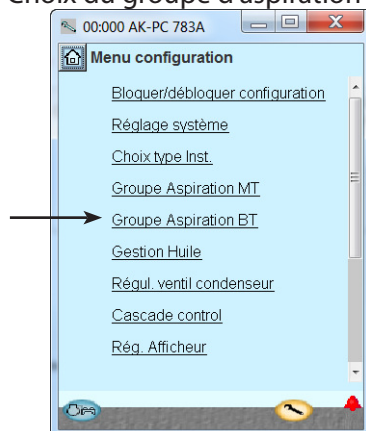 Choix du groupe d'aspiration
00:000 AK-PC 783A
Menu configuration
Bloquer/débloquer configuration
Réglage système
Choix type Inst.
Groupe Aspiration MT
Groupe Aspiration BT
Gestion Huile
Régul. ventil condenseur
Cascade control
Rég. Afficheur